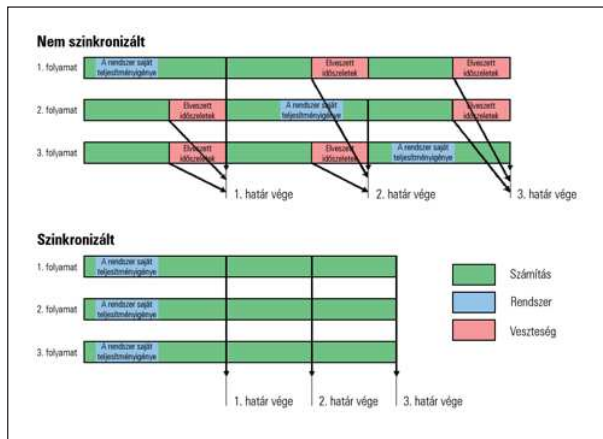 Nem szinkronizált
1. folyamat
A rendszer saját
teljesítményigénye
Elveszett
időszeletek
Elveszett
időszeletek
2. folyamat
Elveszett
időszeletek
A rendszer saját
teljesítményigénye
Elveszett
időszeletek
3. folyamat
Elveszett
időszeletek
Elveszett
időszeletek
A rendszer saját
teljesítményigénye
1. határ vége
2. határ vége
3. határ vége
Szinkronizált
1. folyamat
A rendszer saját
teljesítményigénye
2. folyamat
A rendszer saját
teljesítményigénye
3. folyamat
A rendszer saját
teljesítményigénye
1. határ vége
2. határ vége
3. határ vége
Számítás
Rendszer
Veszteség